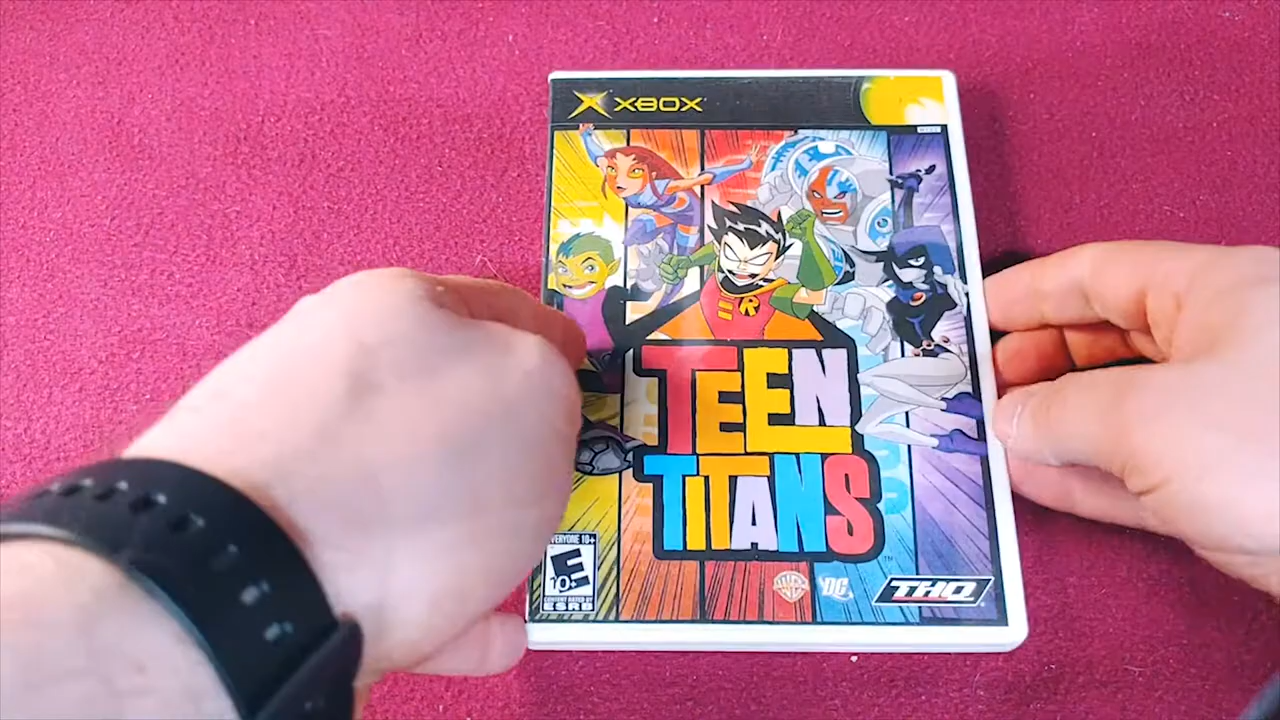 XBOX
R
TEEN
TITANS
EVERYONE 10+
E
10+
CONTENT RATED BY
ESRB
DC
THQ